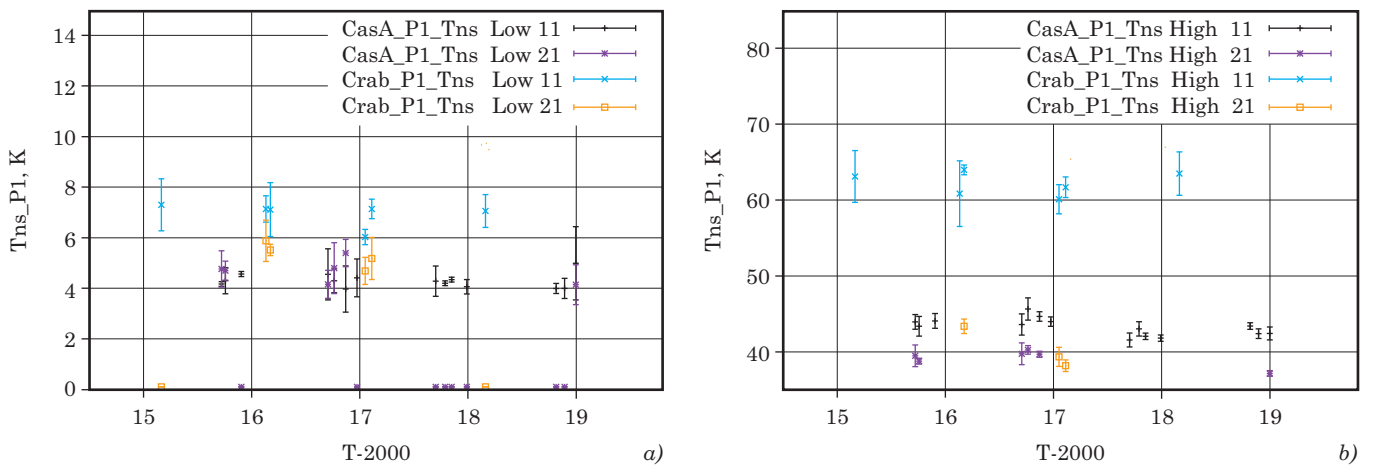 CasA_P1_Tns Low 11
CasA_P1_Tns Low 21
Crab_P1_Tns Low 11
Crab_P1_Tns Low 21
Tns_P1, K
14
12
10
8
6
4
2
0
15 16 17 18 19
T-2000
a)
CasA_P1_Tns High 11
CasA_P1_Tns High 21
Crab_P1_Tns High 11
Crab_P1_Tns High 21
Tns_P1, K
80
70
60
50
40
15 16 17 18 19
T-2000
b)